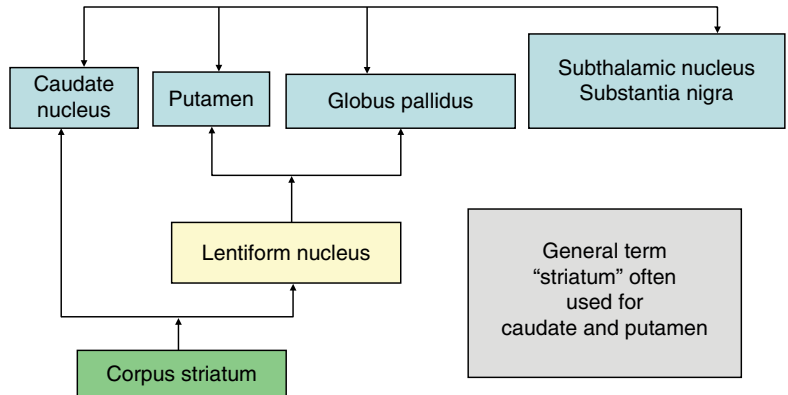 Caudate
nucleus
Putamen
Globus pallidus
Subthalamic nucleus
Substantia nigra
Lentiform nucleus
General term
“striatum” often
used for
caudate and putamen
Corpus striatum